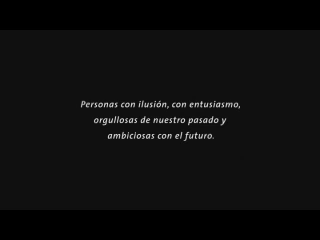 Personas con ilusión, con entusiasmo,
orgullosas de nuestro pasado y
ambiciosas con el futuro.